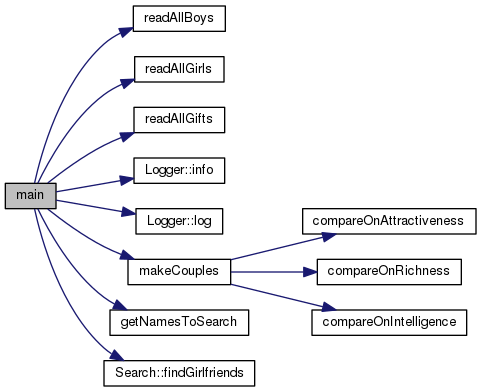 main
readAllBoys
readAllGirls
readAllGifts
Logger::info
Logger::log
makeCouples
compareOnAttractiveness
compareOnRichness
compareOnIntelligence
getNamesToSearch
Search::findGirlfriends